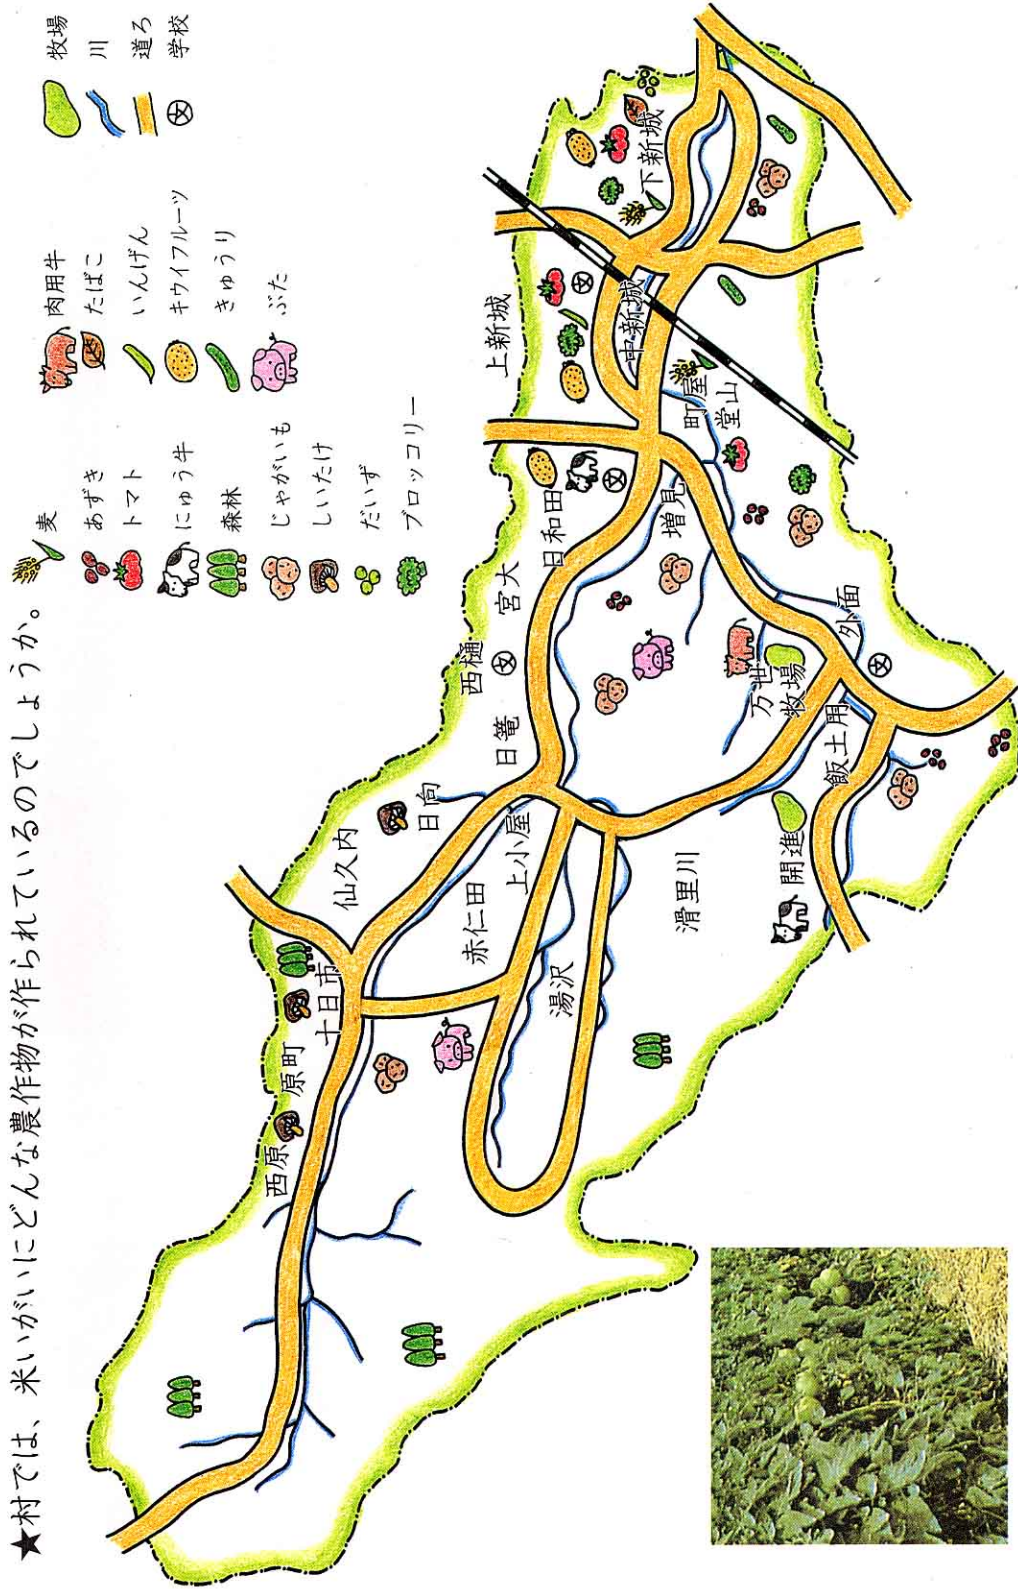 ★村では、米いがいにどんな農作物が作られているのでしょうか。
麦
あずき
トマト
にゅう牛
森林
じゃがいも
しいたけ
だいず
ブロッコリー
肉用牛
たばこ
いんげん
キウイフルーツ
きゅうり
ぶた
牧場
川
道ろ
学校
文
西原
原町
十日市
仙久内
日向
赤仁田
上小屋
湯沢
滑里川
日篭
西樋
文
宮大
日和田
文
増見
万世
牧場
外面
文
飯土用
開進
町屋
堂山
上新城
文
中新城
下新城